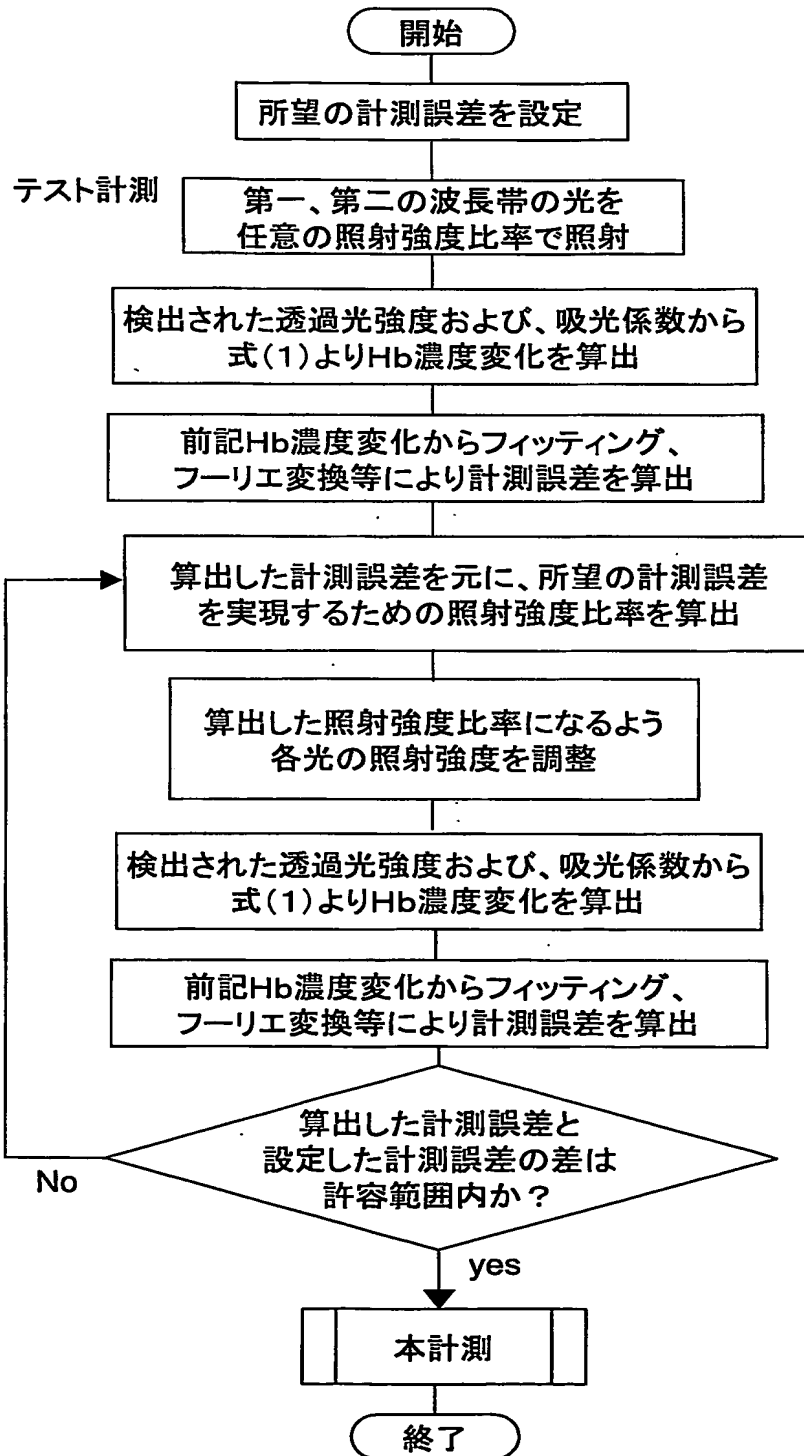 開始
所望の計測誤差を設定
テスト計測
第一、第二の波長帯の光を
任意の照射強度比率で照射
検出された透過光強度および、吸光係数から
式(1)よりHb濃度変化を算出
前記Hb濃度変化からフィッティング、
フーリエ変換等により計測誤差を算出
算出した計測誤差を元に、所望の計測誤差
を実現するための照射強度比率を算出
算出した照射強度比率になるよう
各光の照射強度を調整
検出された透過光強度および、吸光係数から
式(1)よりHb濃度変化を算出
前記Hb濃度変化からフィッティング、
フーリエ変換等により計測誤差を算出
算出した計測誤差と
設定した計測誤差の差は
許容範囲内か?
No
yes
本計測
終了